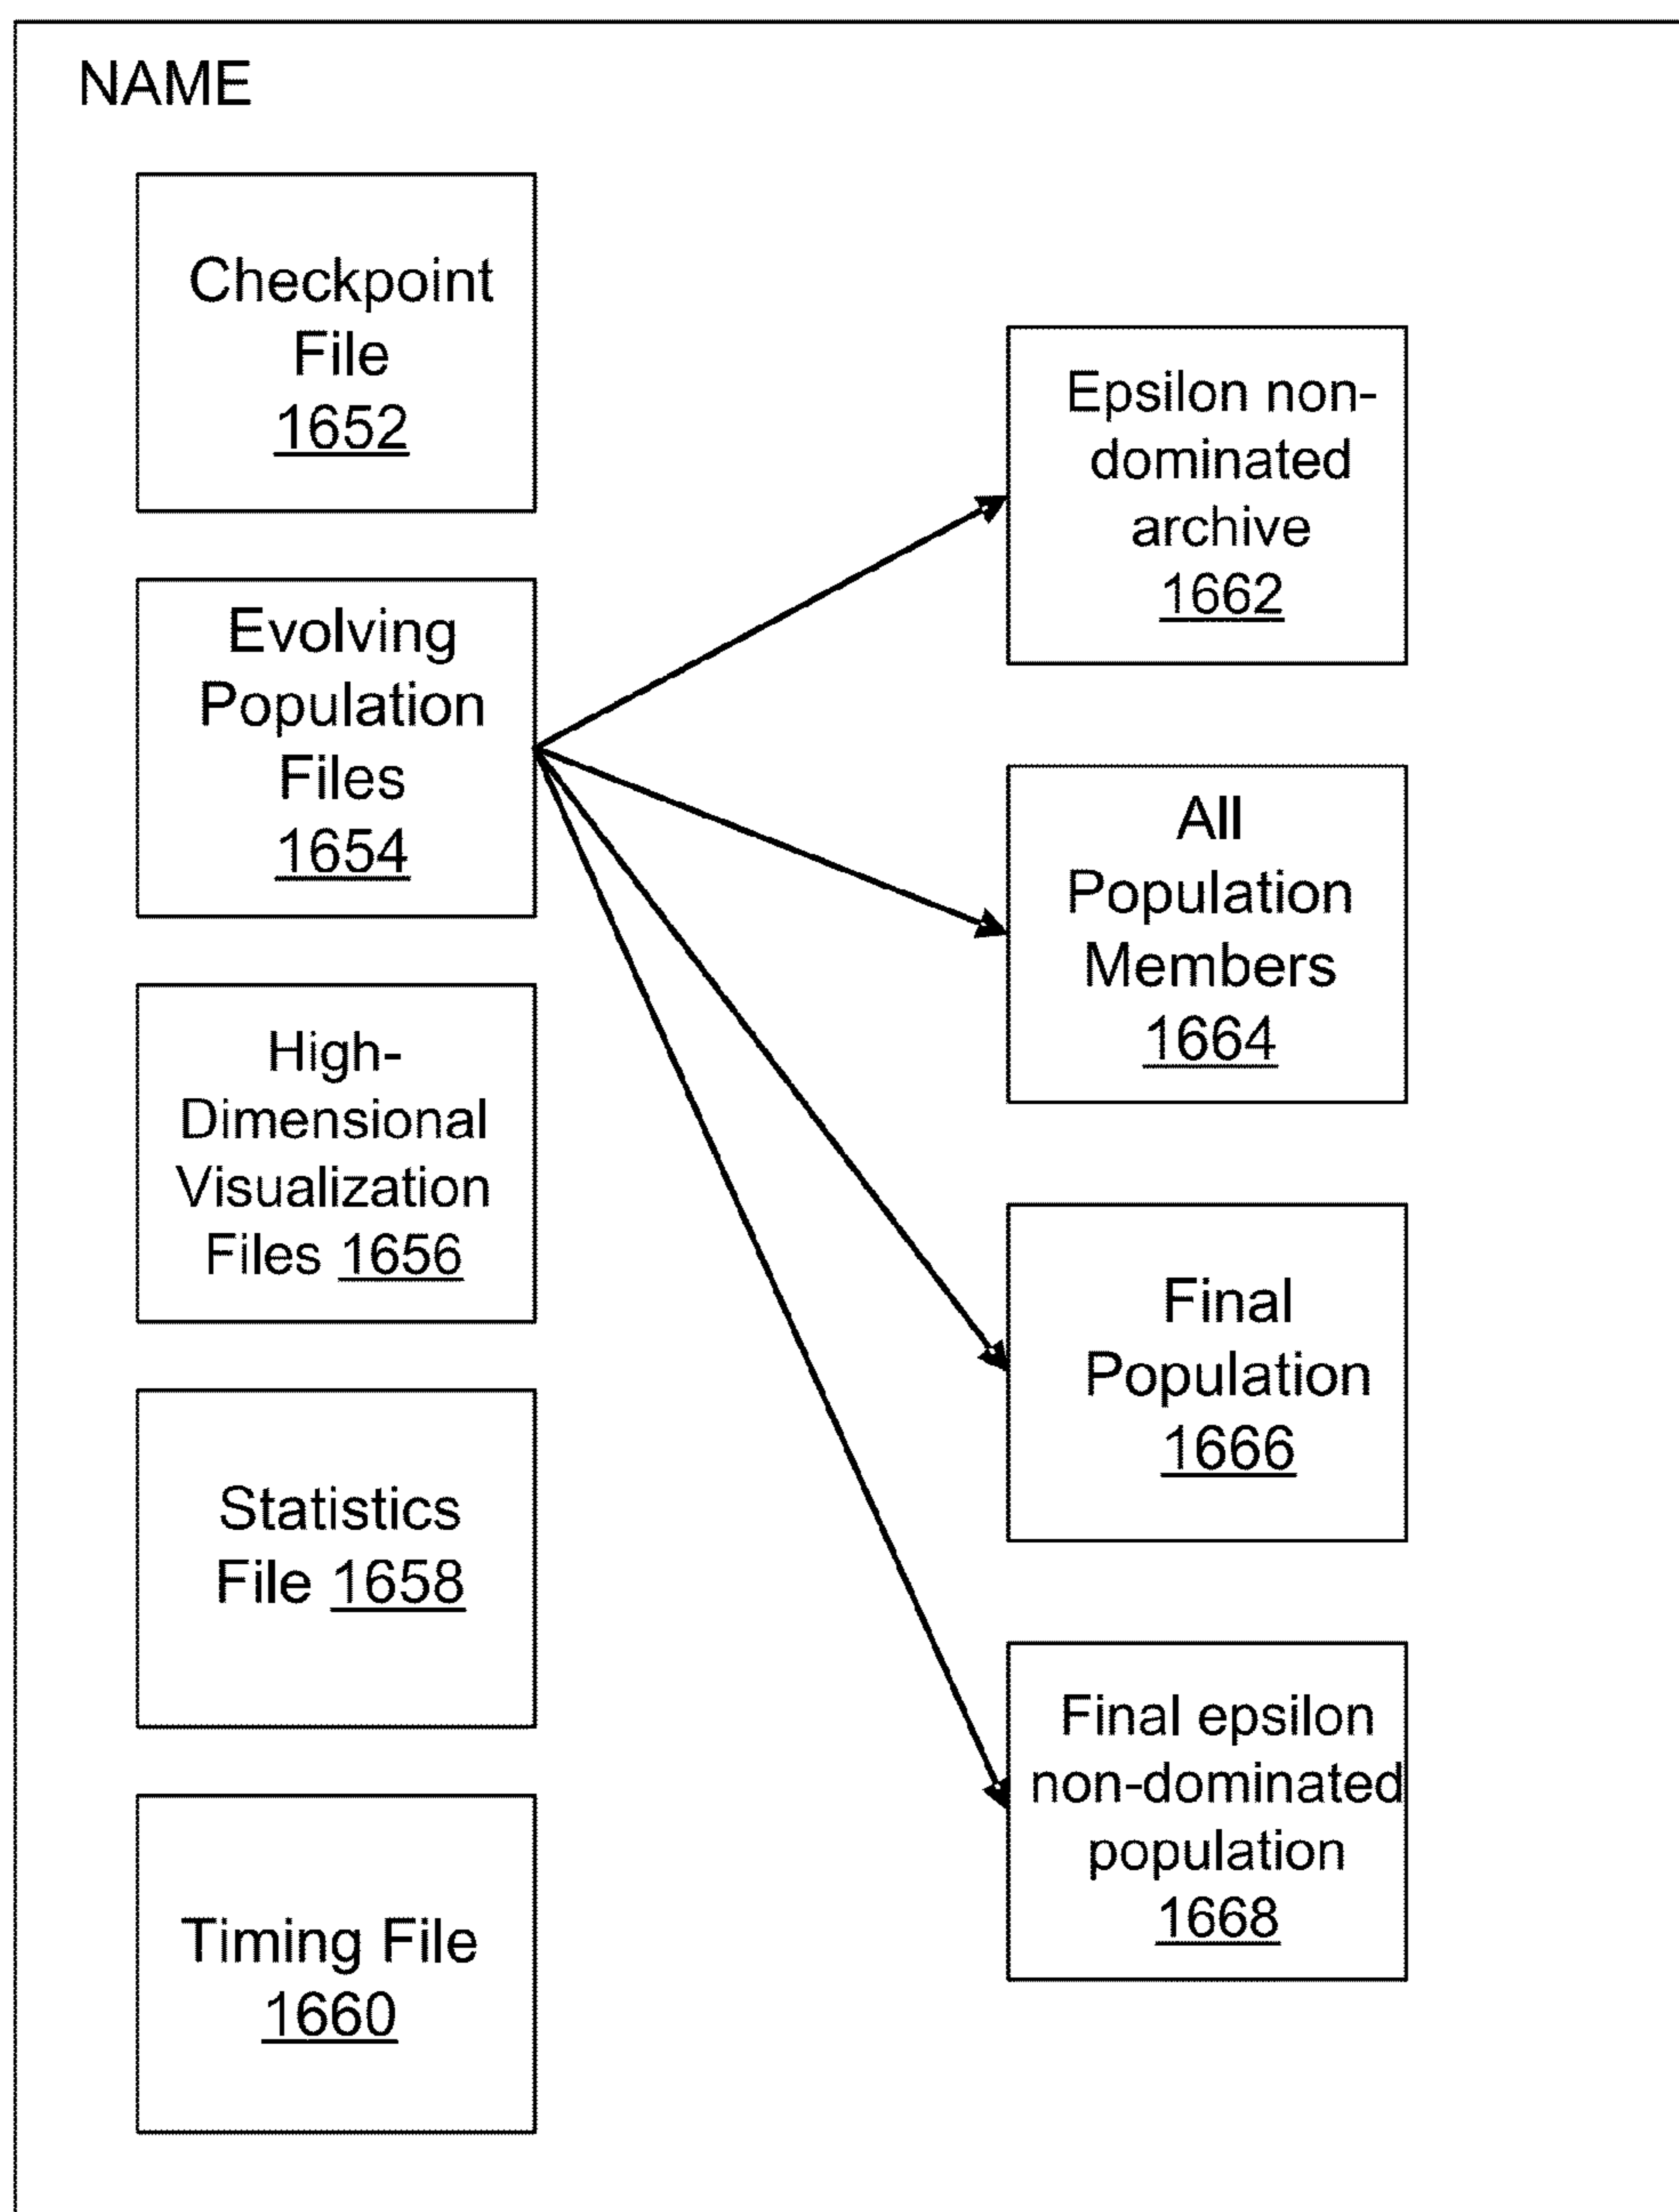 NAME
Checkpoint
File
1652
Evolving
Population
Files
1654
High-
Dimensional
Visualization
Files 1656
Statistics
File 1658
Timing File
1660
Epsilon non-
dominated
archive
1662
All
Population
Members
1664
Final
Population
1666
Final epsilon
non-dominated
population
1668